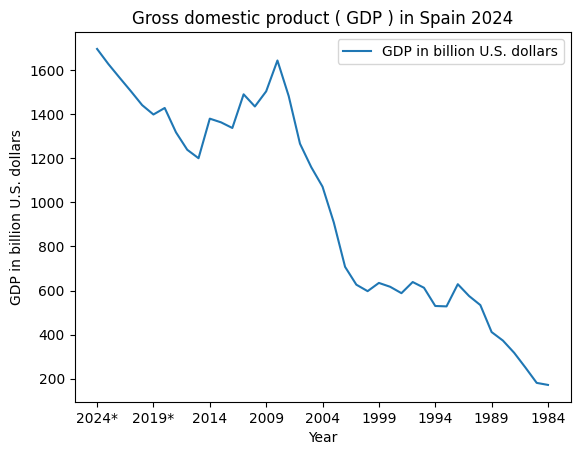 Gross domestic product ( GDP ) in Spain 2024
GDP in billion U.S. dollars
GDP in billion U.S. dollars
1600
1400
1200
1000
800
600
400
200
2024* 2019* 2014 2009 2004 1999 1994 1989 1984
Year